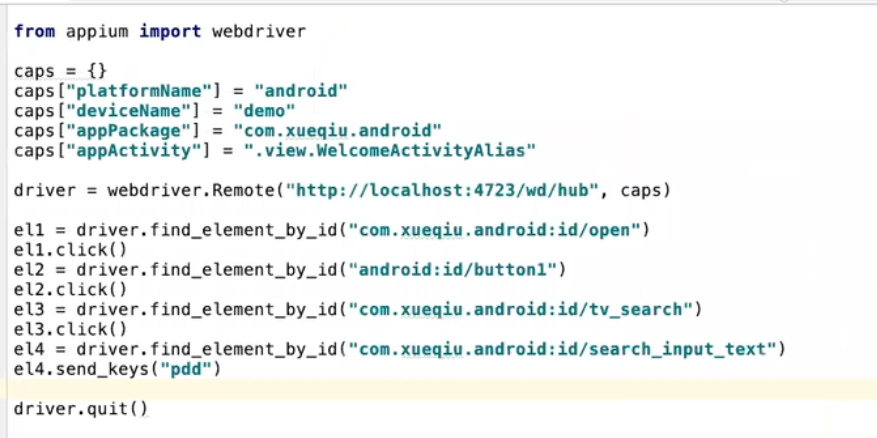 from appium import webdriver
caps = {}
caps["platformName"] = "android"
caps["deviceName"] = "demo"
caps["appPackage"] = "com.xueqiu.android"
caps["appActivity"] = ".view.WelcomeActivityAlias"
driver = webdriver.Remote("http://localhost:4723/wd/hub", caps)
el1 = driver.find_element_by_id("com.xueqiu.android:id/open")
el1.click()
el2 = driver.find_element_by_id("android:id/button1")
el2.click()
el3 = driver.find_element_by_id("com.xueqiu.android:id/tv_search")
el3.click()
el4 = driver.find_element_by_id("com.xueqiu.android:id/search_input_text")
el4.send_keys("pdd")
driver.quit()